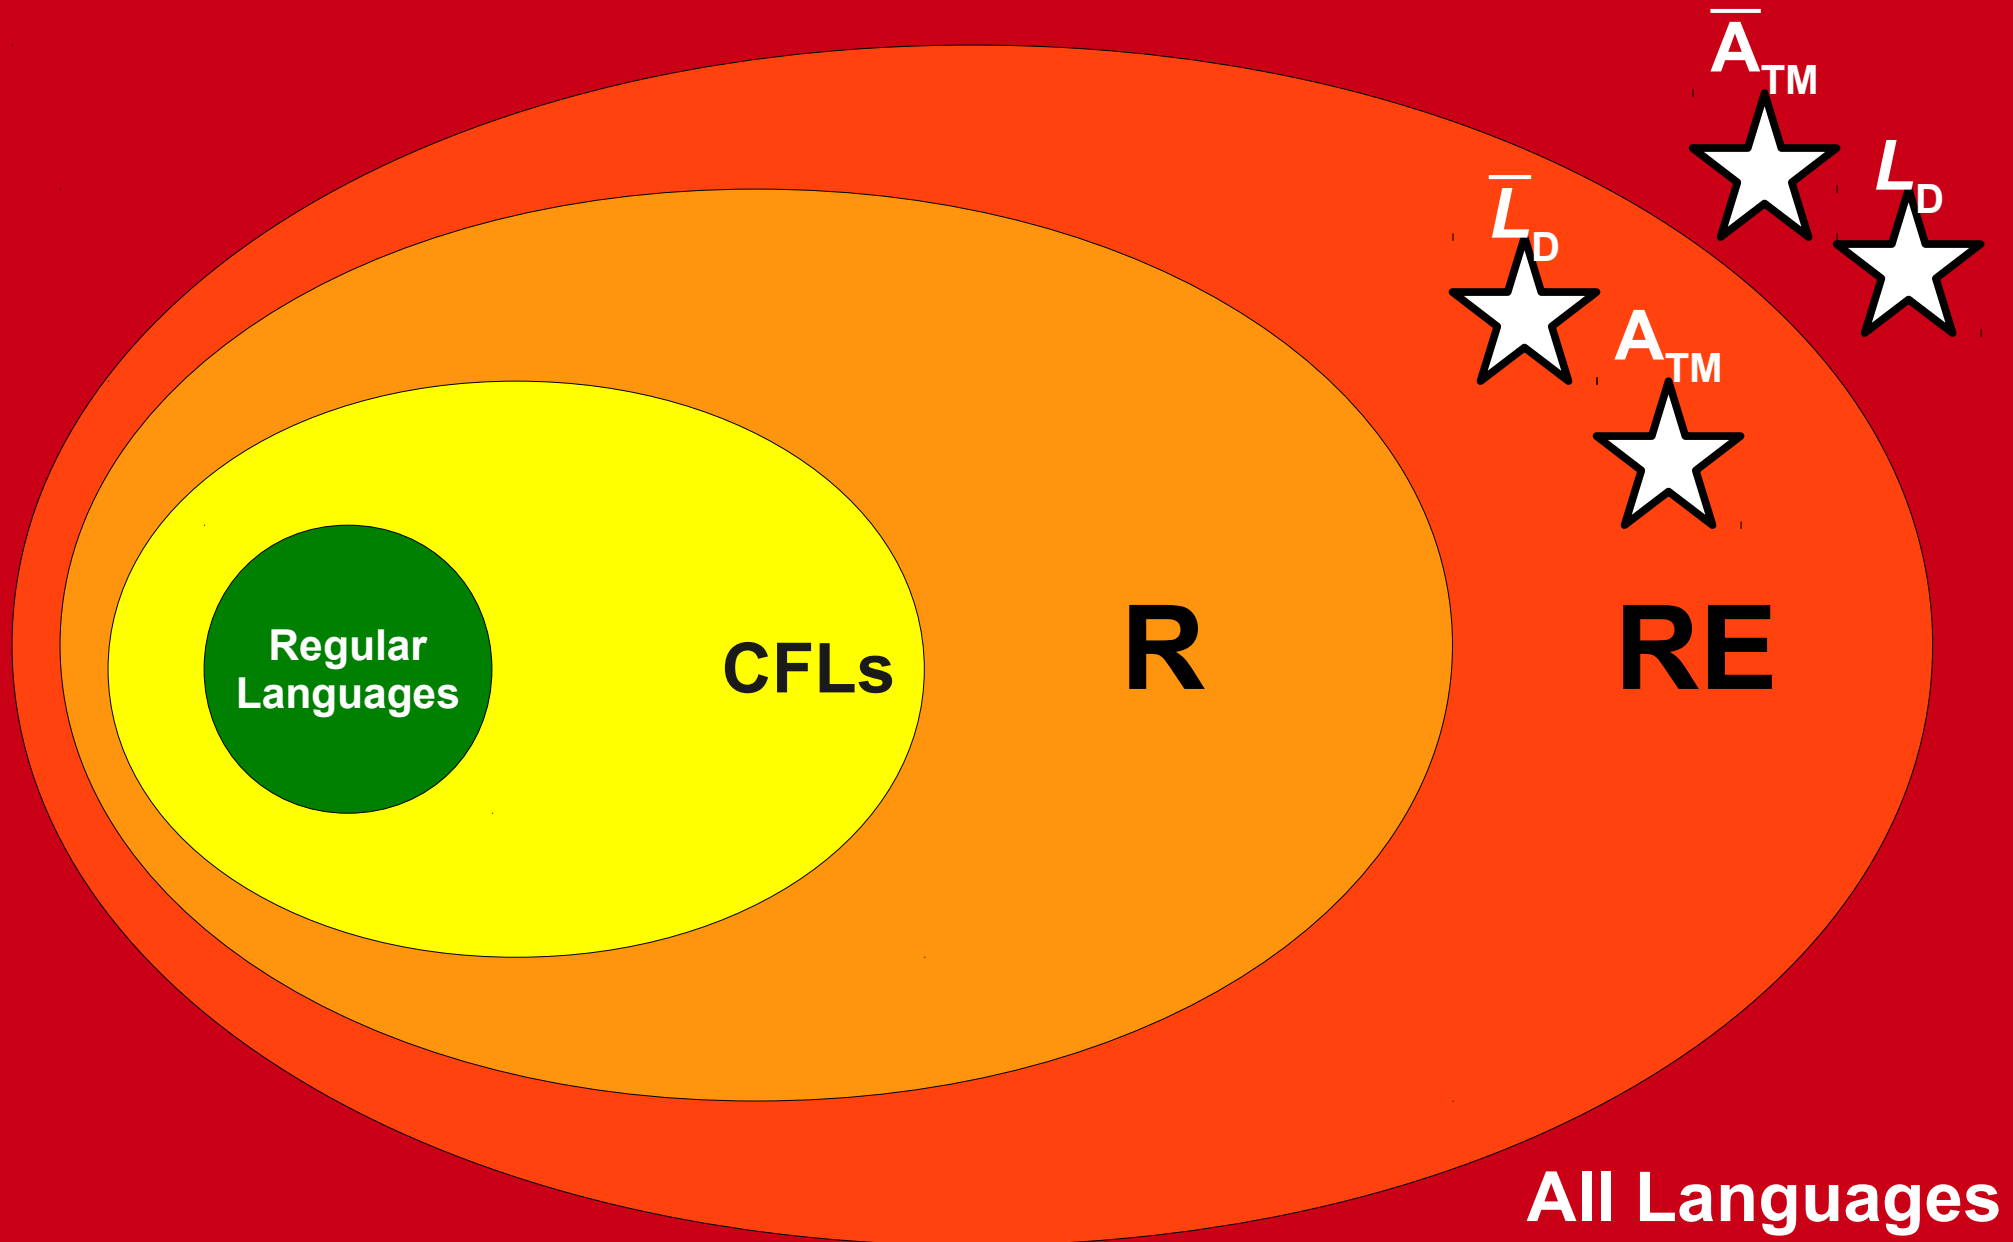 A̅TM
LD
L̅D
ATM
Regular
Languages
CFLs
R
RE
All Languages